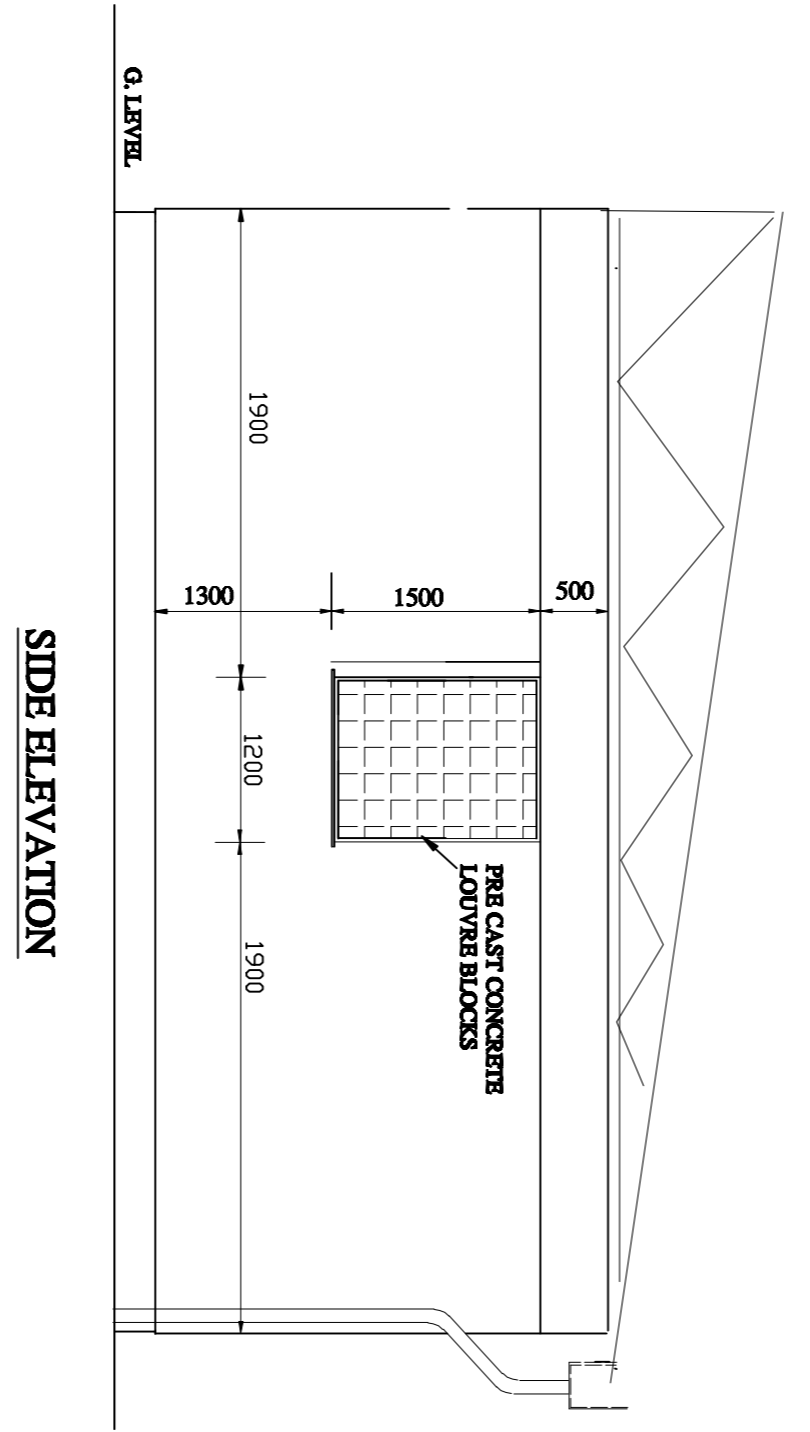 G. LEVEL
1900
1300
1500
500
1200
PRE CAST CONCRETE
LOUVRE BLOCKS
1900
SIDE ELEVATION